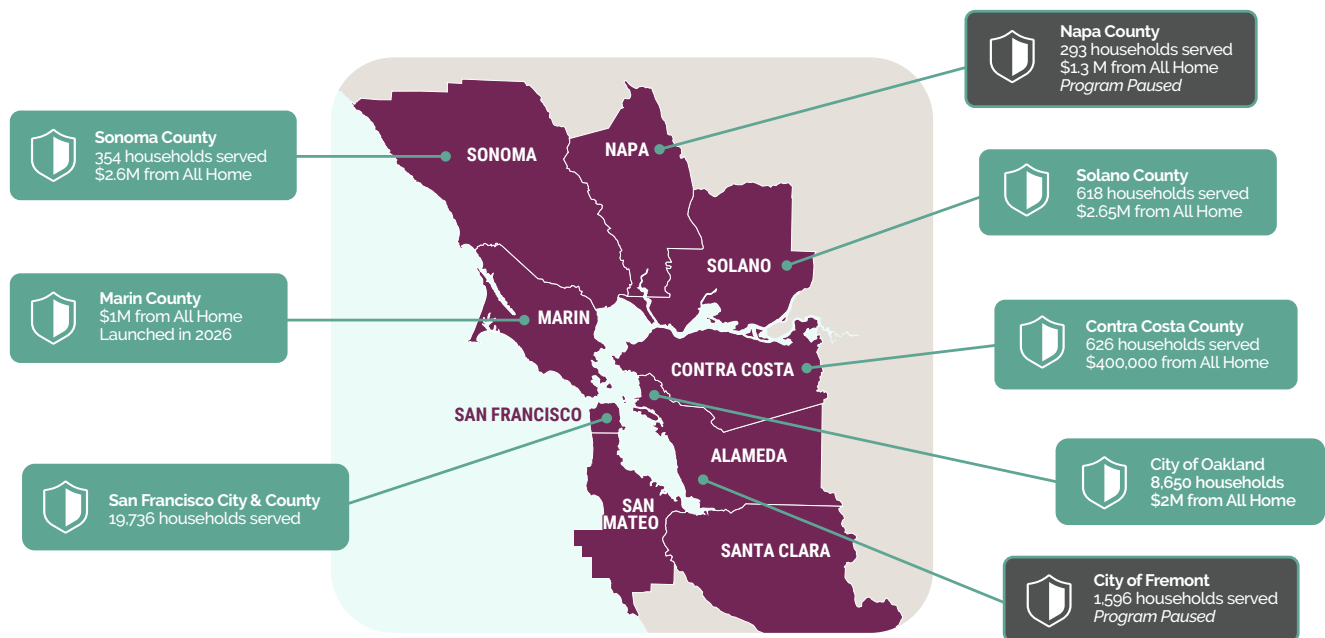 Napa County
293 households served
$1.3 M from All Home
Program Paused
Sonoma County
354 households served
$2.6M from All Home
SONOMA
NAPA
Solano County
618 households served
$2.65M from All Home
SOLANO
Marin County
$1M from All Home
Launched in 2026
MARIN
Contra Costa County
626 households served
$400,000 from All Home
CONTRA COSTA
SAN FRANCISCO
ALAMEDA
City of Oakland
8,650 households
$2M from All Home
San Francisco City & County
19,736 households served
SAN
MATEO
SANTA CLARA
City of Fremont
1,596 households served
Program Paused